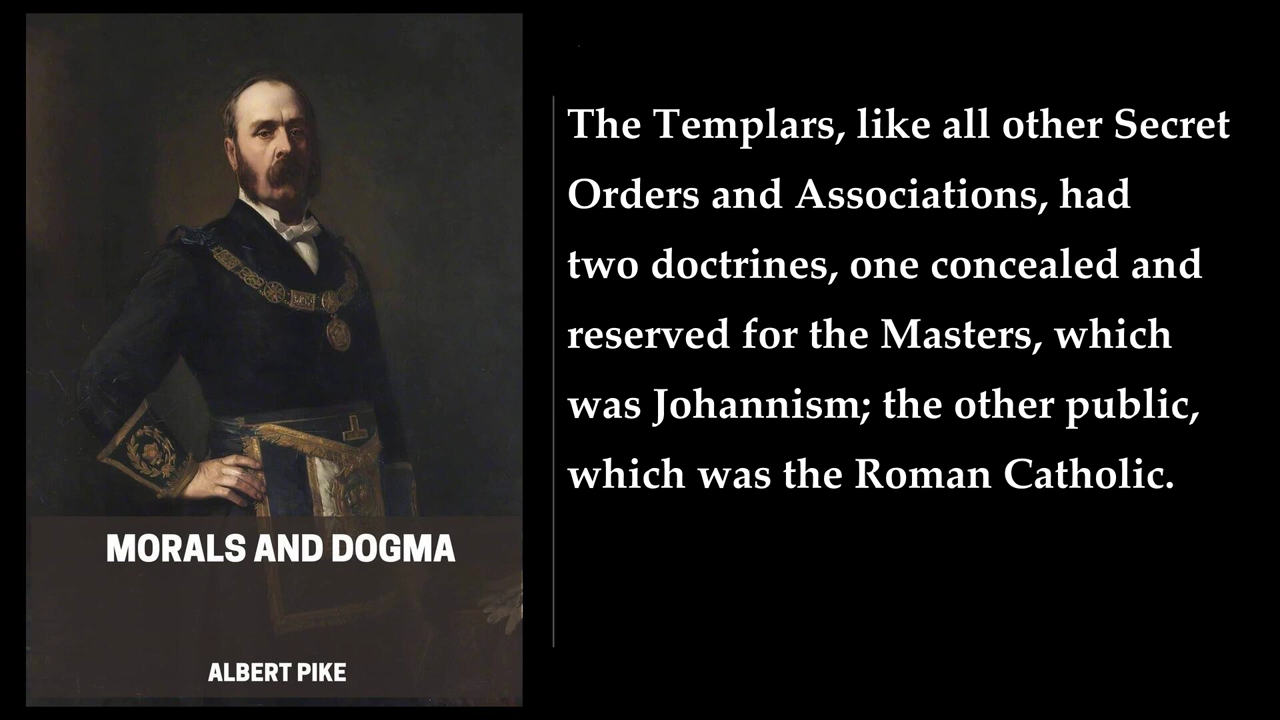 The Templars, like all other Secret
Orders and Associations, had
two doctrines, one concealed and
reserved for the Masters, which
was Johannism; the other public,
which was the Roman Catholic.
MORALS AND DOGMA
ALBERT PIKE